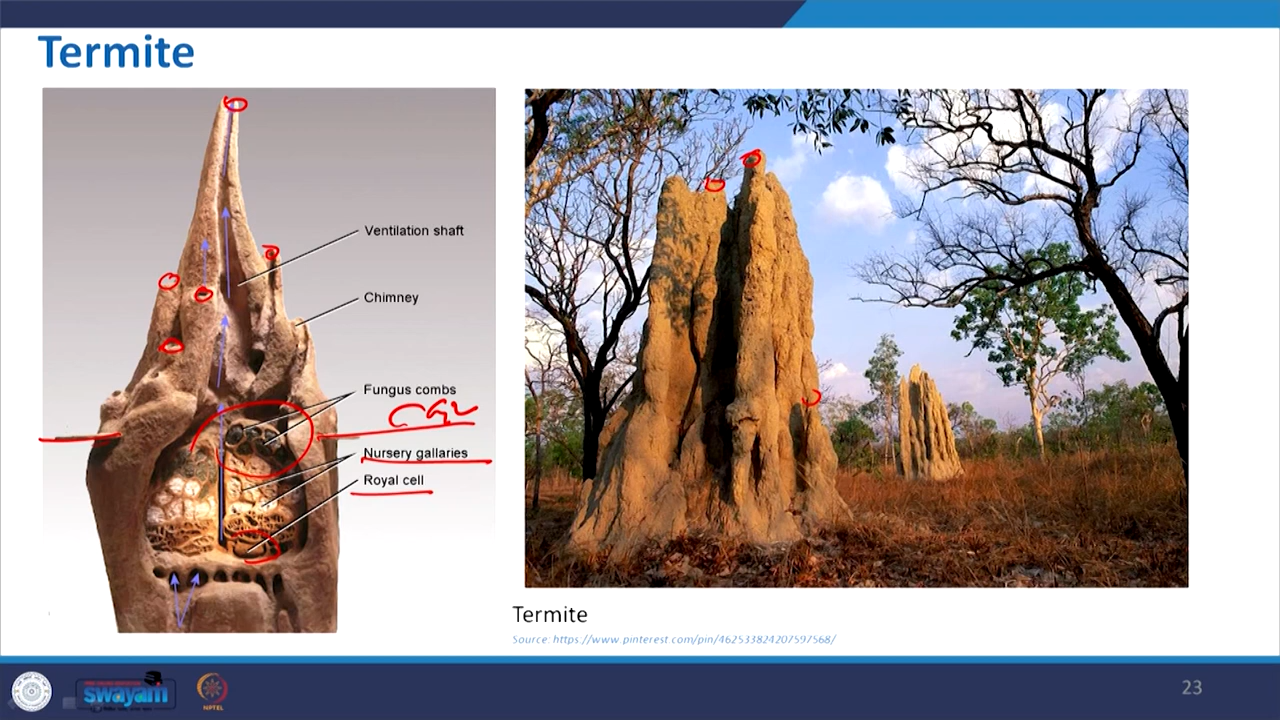 Termite
Ventilation shaft
Chimney
Fungus combs
Nursery gallaries
Royal cell
Termite
Source: https://www.pinterest.com/pin/462533824207597568/
swayam
NPTEL
23